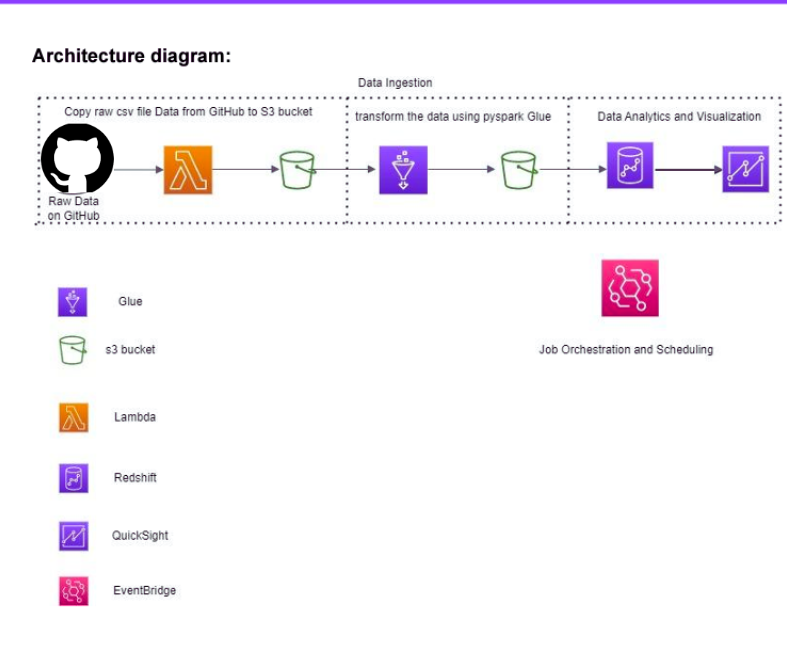 Architecture diagram:
Data Ingestion
Copy raw csv file Data from GitHub to S3 bucket
transform the data using pyspark Glue
Data Analytics and Visualization
Raw Data
on GitHub
Glue
s3 bucket
Job Orchestration and Scheduling
Lambda
Redshift
QuickSight
EventBridge